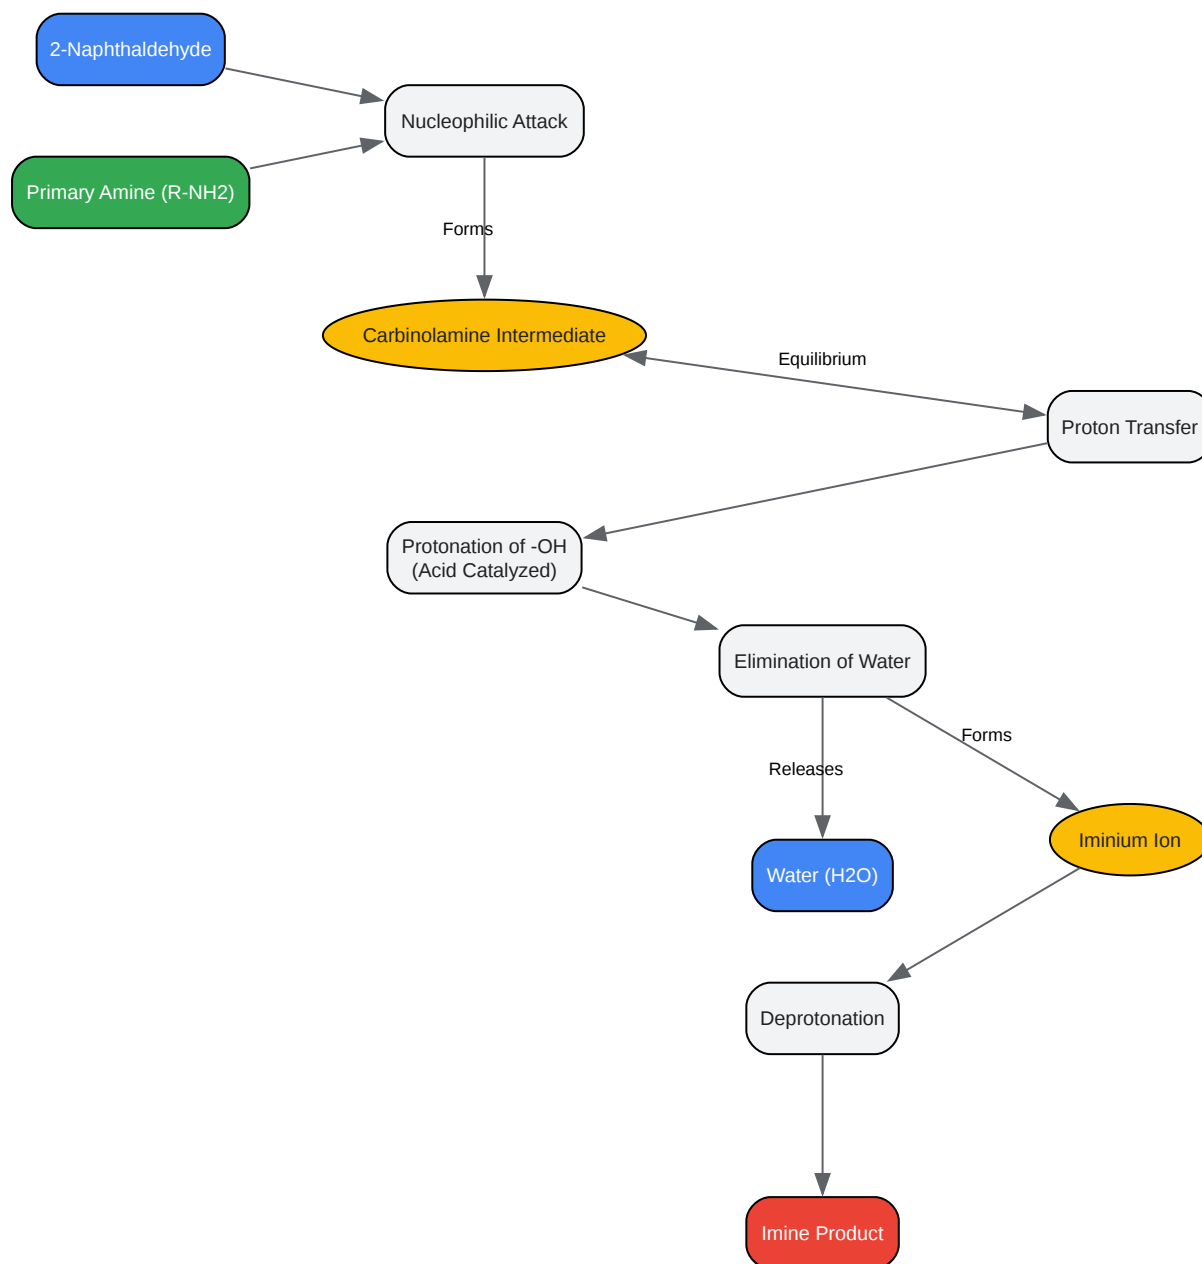 2-Naphthaldehyde
Nucleophilic Attack
Primary Amine (R-NH2)
Forms
Carbinolamine Intermediate
Equilibrium
Proton Transfer
Protonation of -OH
(Acid Catalyzed)
Elimination of Water
Forms
Releases
Iminium Ion
Water (H2O)
Deprotonation
Imine Product